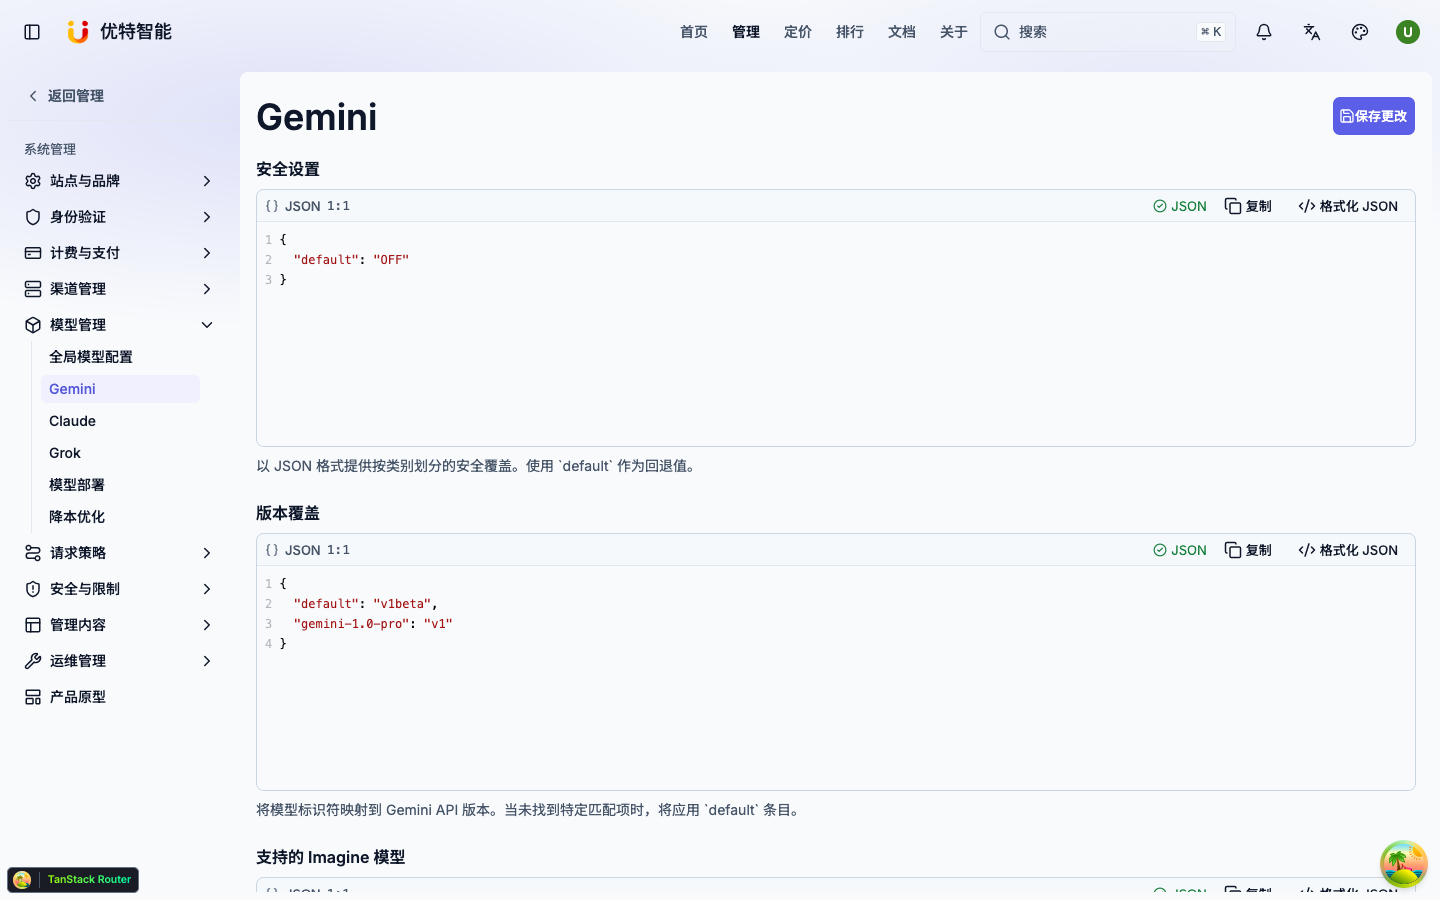 优特智能
首页
管理
定价
排行
文档
关于
搜索
⌘ K
U
返回管理
系统管理
站点与品牌
身份验证
计费与支付
渠道管理
模型管理
全局模型配置
Gemini
Claude
Grok
模型部署
降本优化
请求策略
安全与限制
管理内容
运维管理
产品原型
Gemini
保存更改
安全设置
{} JSON 1:1
JSON
复制
</> 格式化 JSON
1 {
2 "default": "OFF"
3 }
以 JSON 格式提供按类别划分的安全覆盖。使用 `default` 作为回退值。
版本覆盖
{} JSON 1:1
JSON
复制
</> 格式化 JSON
1 {
2 "default": "v1beta",
3 "gemini-1.0-pro": "v1"
4 }
将模型标识符映射到 Gemini API 版本。当未找到特定匹配项时，将应用 `default` 条目。
支持的 Imagine 模型
{} JSON 1:1
JSON
复制
</> 格式化 JSON
TanStack Router